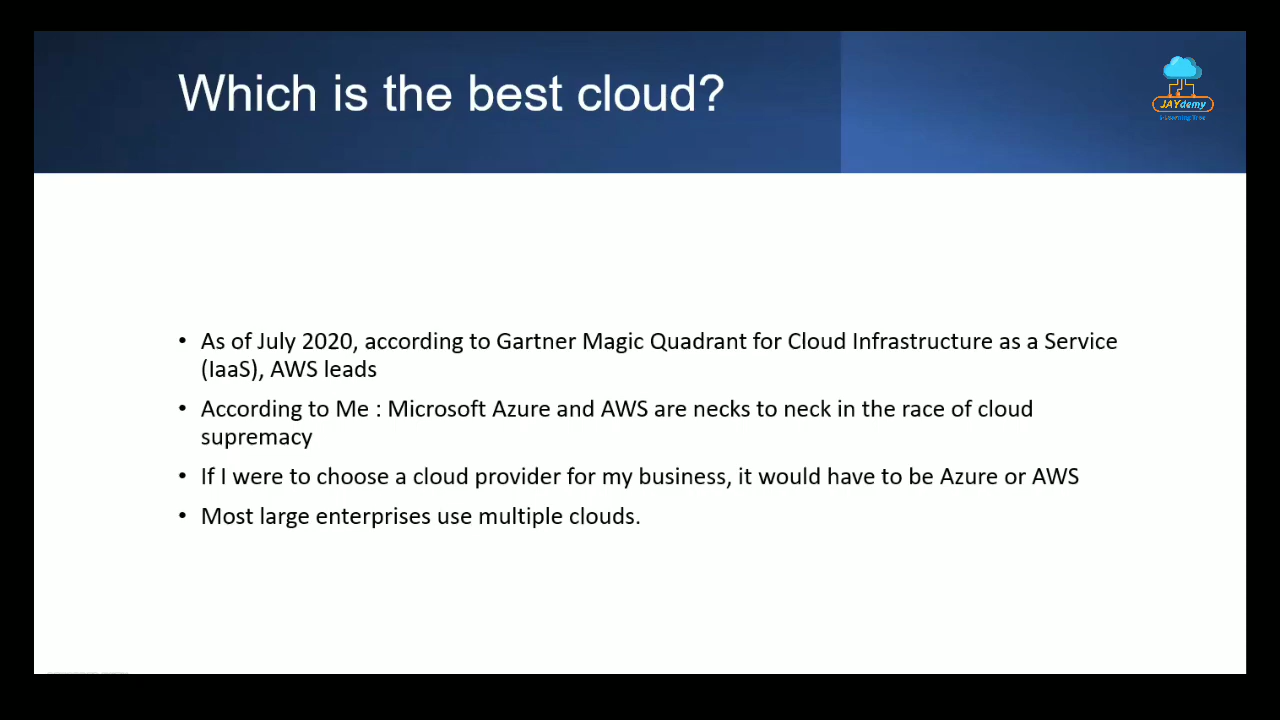 Which is the best cloud?
JAYdemy
• As of July 2020, according to Gartner Magic Quadrant for Cloud Infrastructure as a Service
(IaaS), AWS leads
• According to Me : Microsoft Azure and AWS are necks to neck in the race of cloud
supremacy
• If I were to choose a cloud provider for my business, it would have to be Azure or AWS
• Most large enterprises use multiple clouds.